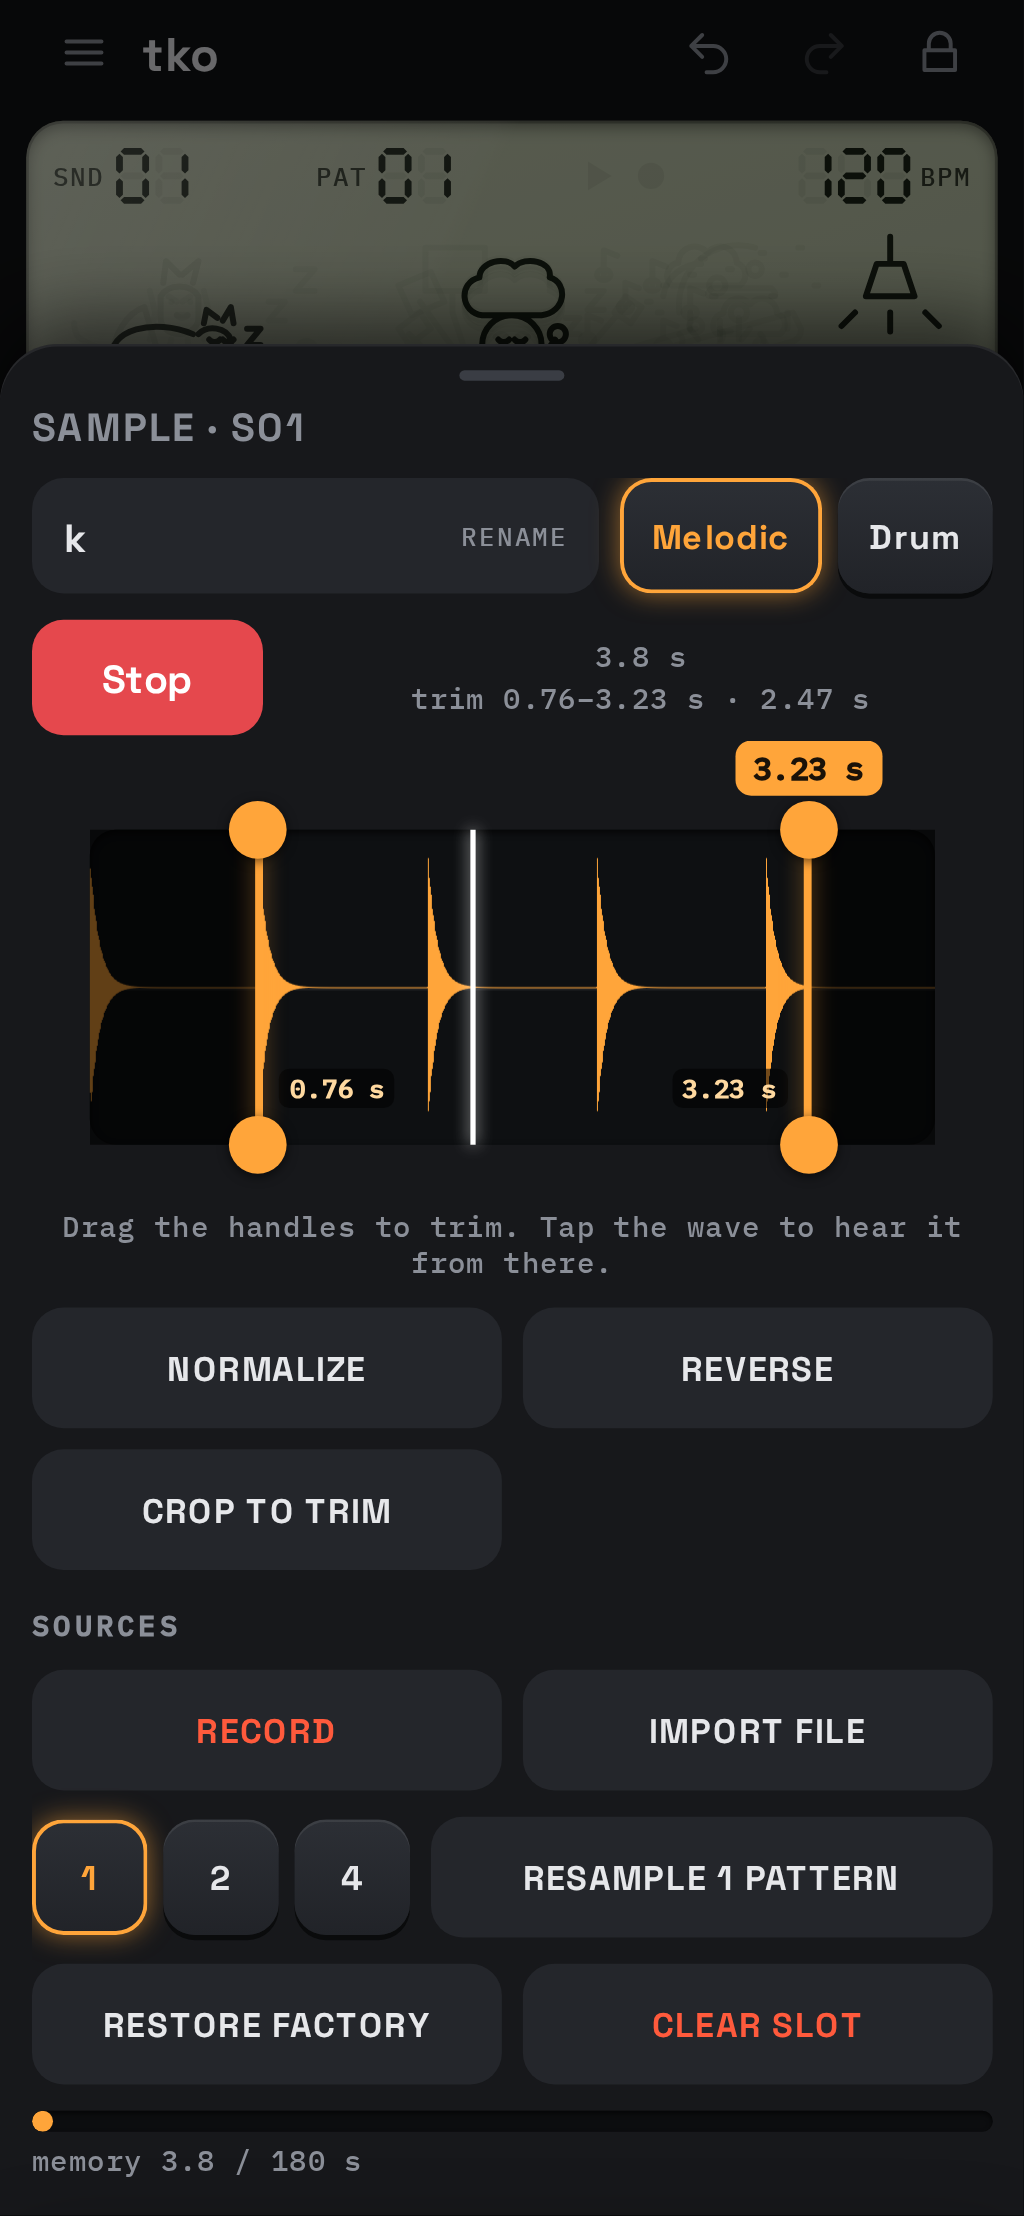 tko
SND 01 PAT 01 120 BPM
z
SAMPLE · S01
k RENAME Melodic Drum
Stop
3.8 s
trim 0.76–3.23 s · 2.47 s
3.23 s
0.76 s 3.23 s
Drag the handles to trim. Tap the wave to hear it
from there.
NORMALIZE REVERSE
CROP TO TRIM
SOURCES
RECORD IMPORT FILE
1 2 4 RESAMPLE 1 PATTERN
RESTORE FACTORY CLEAR SLOT
memory 3.8 / 180 s